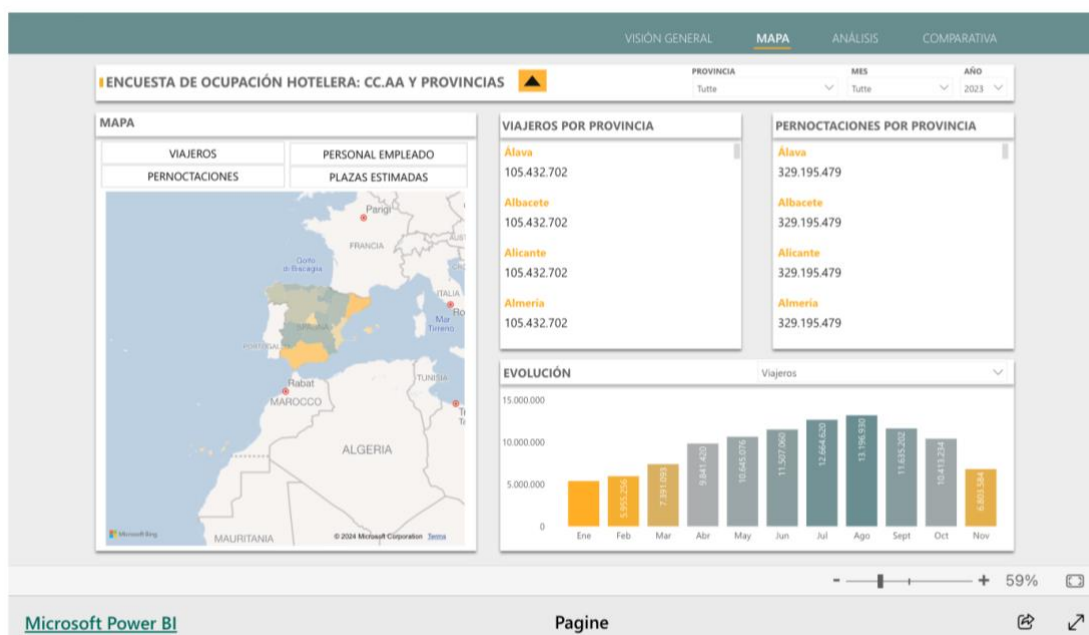 VISIÓN GENERAL MAPA ANÁLISIS COMPARATIVA
ENCUESTA DE OCUPACIÓN HOTELERA: CC.AA Y PROVINCIAS
PROVINCIA MES AÑO
Tutte Tutte 2023
MAPA
VIAJEROS PERSONAL EMPLEADO
PERNOCTACIONES PLAZAS ESTIMADAS
Parigi
FRANCIA
Golfo
di Biscaglia
ITALIA
Mar
Tirreno
SPAGNA
PORTOGALLO
TUNISIA
Rabat
MAROCCO
ALGERIA
MAURITANIA
Microsoft Bing
© 2024 Microsoft Corporation Terms
VIAJEROS POR PROVINCIA
Álava
105.432.702
Albacete
105.432.702
Alicante
105.432.702
Almería
105.432.702
PERNOCTACIONES POR PROVINCIA
Álava
329.195.479
Albacete
329.195.479
Alicante
329.195.479
Almería
329.195.479
EVOLUCIÓN Viajeros
15.000.000
10.000.000
5.000.000
0
5.955.256
7.391.093
9.841.420
10.645.076
11.507.060
12.664.620
13.196.930
11.635.202
10.413.234
6.803.584
Ene Feb Mar Abr May Jun Jul Ago Sept Oct Nov
- + 59%
Microsoft Power BI Pagine